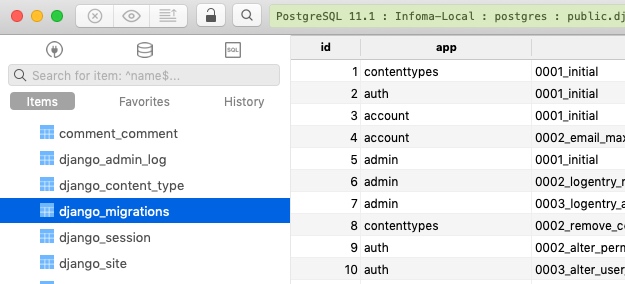 PostgreSQL 11.1 : Infoma-Local : postgres : public.dj
SQL
Search for item: ^name$...
Items Favorites History
comment_comment
django_admin_log
django_content_type
django_migrations
django_session
django_site
id app
1 contenttypes 0001_initial
2 auth 0001_initial
3 account 0001_initial
4 account 0002_email_max
5 admin 0001_initial
6 admin 0002_logentry_r
7 admin 0003_logentry_a
8 contenttypes 0002_remove_co
9 auth 0002_alter_perm
10 auth 0003_alter_user_